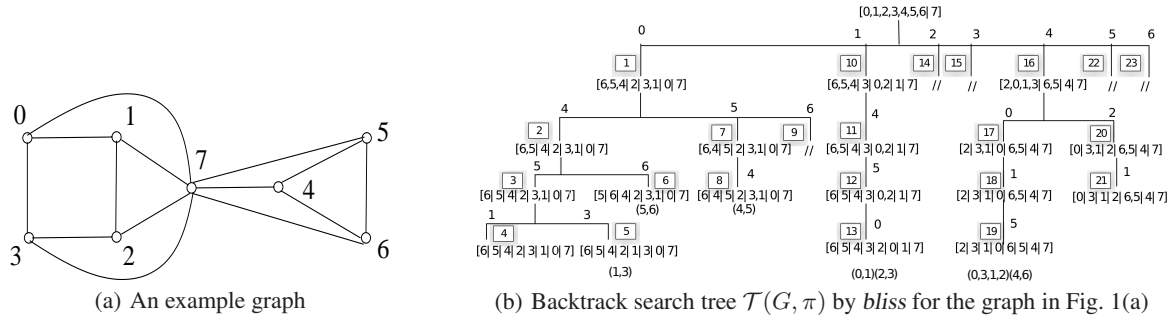 0
1
2
3
4
5
6
7
(a) An example graph
[0,1,2,3,4,5,6| 7]
0 1 2 3 4 5 6
1 10 14 15 16 22 23
[6,5,4| 2| 3,1| 0| 7] [6,5,4| 3| 0,2| 1| 7] // // [2,0,1,3| 6,5| 4| 7] // //
4 5 6 4 0 2
2 7 9 11 17 20
[6,5| 4| 2| 3,1| 0| 7] [6,4| 5| 2| 3,1| 0| 7] // [6,5| 4| 3| 0,2| 1| 7] [2| 3,1| 0| 6,5| 4| 7] [0| 3,1| 2| 6,5| 4| 7]
5 6 4 5 1 1
3 6 8 12 18 21
[6| 5| 4| 2| 3,1| 0| 7] [5| 6| 4| 2| 3,1| 0| 7] [6| 4| 5| 2| 3,1| 0| 7] [6| 5| 4| 3| 0,2| 1| 7] [2| 3| 1| 0| 6,5| 4| 7] [0| 3| 1| 2| 6,5| 4| 7]
(5,6) (4,5)
1 3 0 5
4 5 13 19
[6| 5| 4| 2| 3| 1| 0| 7] [6| 5| 4| 2| 1| 3| 0| 7] [6| 5| 4| 3| 2| 0| 1| 7] [2| 3| 1| 0| 6| 5| 4| 7]
(1,3) (0,1)(2,3) (0,3,1,2)(4,6)
(b) Backtrack search tree T(G, π) by bliss for the graph in Fig. 1(a)